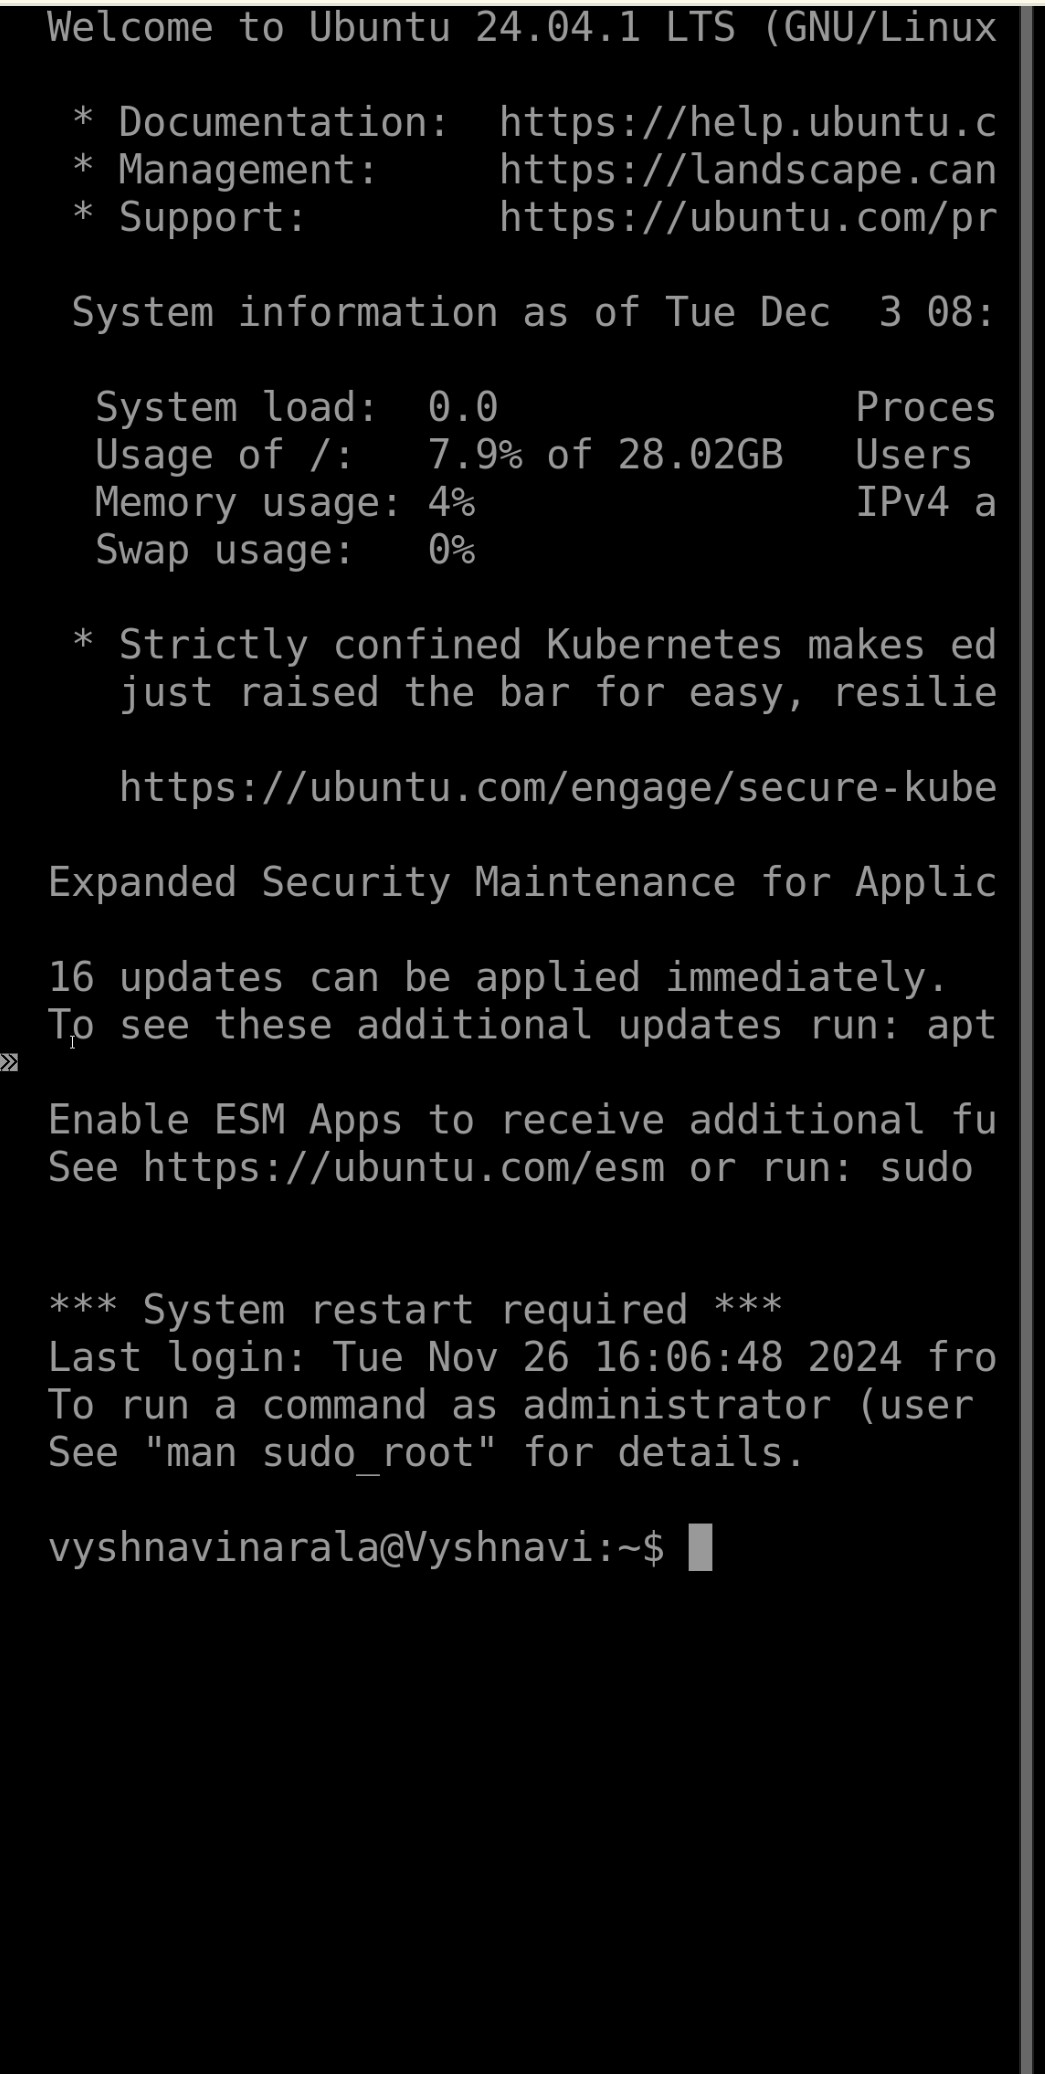 Welcome to Ubuntu 24.04.1 LTS (GNU/Linux
* Documentation: https://help.ubuntu.c
* Management: https://landscape.can
* Support: https://ubuntu.com/pr
System information as of Tue Dec 3 08:
System load: 0.0 Proces
Usage of /: 7.9% of 28.02GB Users
Memory usage: 4% IPv4 a
Swap usage: 0%
* Strictly confined Kubernetes makes ed
just raised the bar for easy, resilie
https://ubuntu.com/engage/secure-kube
Expanded Security Maintenance for Applic
16 updates can be applied immediately.
To see these additional updates run: apt
Enable ESM Apps to receive additional fu
See https://ubuntu.com/esm or run: sudo
*** System restart required ***
Last login: Tue Nov 26 16:06:48 2024 fro
To run a command as administrator (user
See "man sudo_root" for details.
vyshnavinarala@Vyshnavi:~$